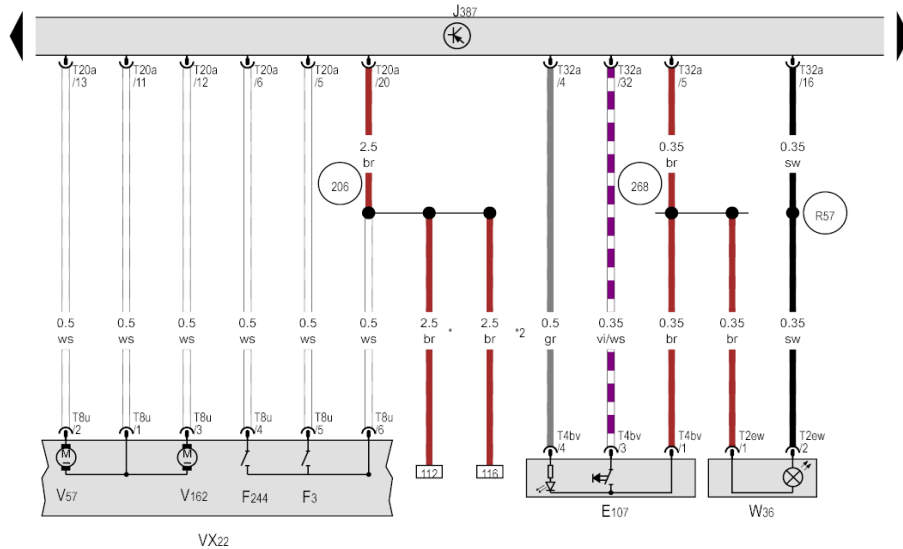 J387
T20a
/13
T20a
/11
T20a
/12
T20a
/6
T20a
/5
T20a
/20
T32a
/4
T32a
/32
T32a
/5
T32a
/16
2.5
br
0.35
br
0.35
sw
206
268
R57
0.5
ws
0.5
ws
0.5
ws
0.5
ws
0.5
ws
0.5
ws
2.5
br
*
2.5
br
*2
0.5
gr
0.35
vi/ws
0.35
br
0.35
br
0.35
sw
T8u
/2
T8u
/1
T8u
/3
T8u
/4
T8u
/5
T8u
/6
T4bv
/4
T4bv
/3
T4bv
/1
T2ew
/1
T2ew
/2
M
M
112
116
V57
V162
F244
F3
E107
W36
VX22